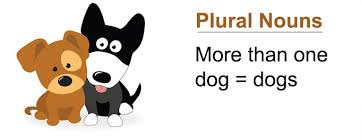 Plural Nouns
More than one
dog = dogs